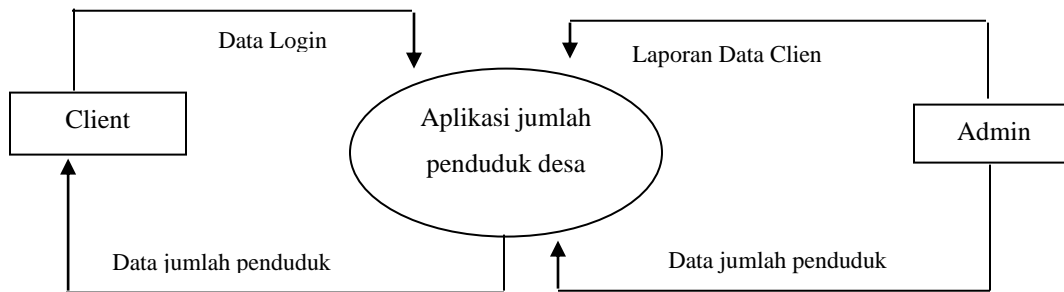 Data Login
Laporan Data Clien
Client
Aplikasi jumlah
penduduk desa
Admin
Data jumlah penduduk
Data jumlah penduduk